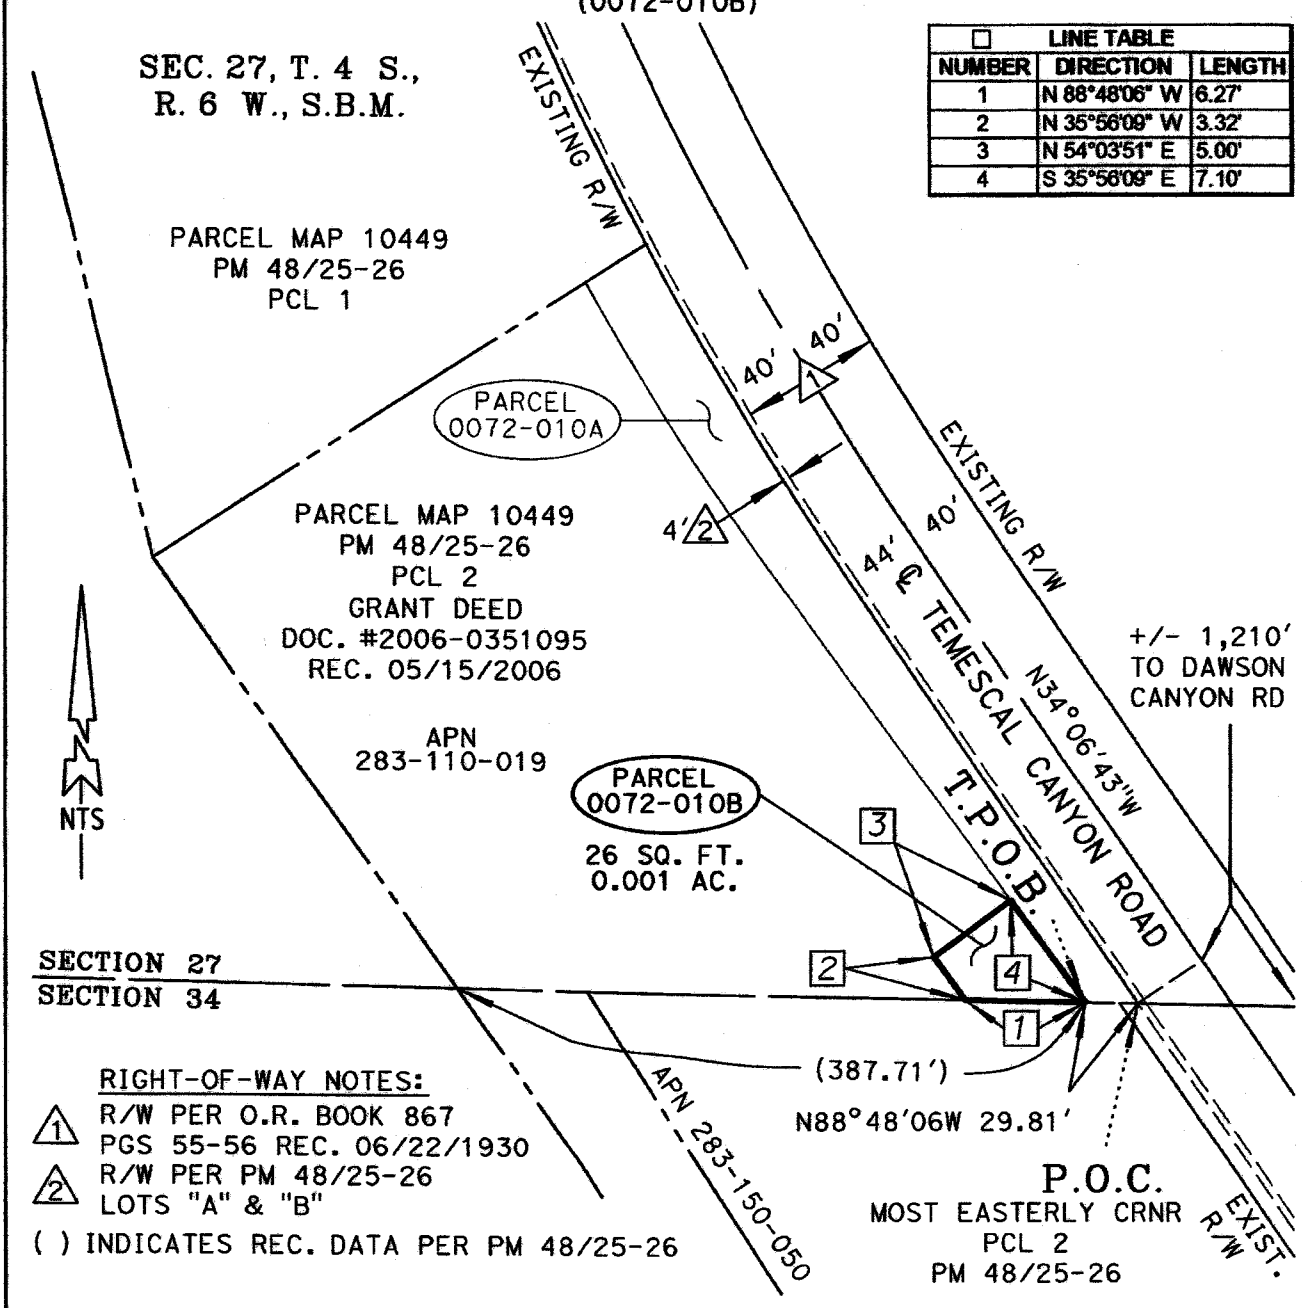 (0072-010B)
SEC. 27, T. 4 S.,
R. 6 W., S.B.M.
LINE TABLE
NUMBER DIRECTION LENGTH
1 N 88°48'06" W 6.27'
2 N 35°56'09" W 3.32'
3 N 54°03'51" E 5.00'
4 S 35°56'09" E 7.10'
EXISTING R/W
PARCEL MAP 10449
PM 48/25-26
PCL 1
40'
40'
1
PARCEL
0072-010A
EXISTING R/W
PARCEL MAP 10449
PM 48/25-26
PCL 2
GRANT DEED
DOC. #2006-0351095
REC. 05/15/2006
4'
2
40'
44'
℄ TEMESCAL CANYON ROAD
N34°06'43"W
+/- 1,210'
TO DAWSON
CANYON RD
APN
283-110-019
NTS
PARCEL
0072-010B
26 SQ. FT.
0.001 AC.
T.P.O.B.
3
2
4
1
SECTION 27
SECTION 34
(387.71')
N88°48'06W 29.81'
APN 283-150-050
P.O.C.
MOST EASTERLY CRNR
PCL 2
PM 48/25-26
EXIST.
R/W
RIGHT-OF-WAY NOTES:
1 R/W PER O.R. BOOK 867
PGS 55-56 REC. 06/22/1930
2 R/W PER PM 48/25-26
LOTS "A" & "B"
( ) INDICATES REC. DATA PER PM 48/25-26